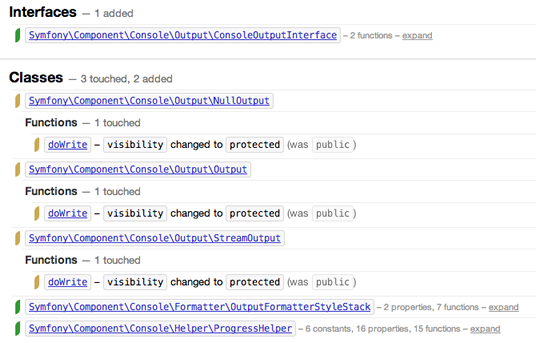 Interfaces — 1 added
Symfony\Component\Console\Output\ConsoleOutputInterface – 2 functions – expand
Classes — 3 touched, 2 added
Symfony\Component\Console\Output\NullOutput
Functions — 1 touched
doWrite – visibility changed to protected (was public)
Symfony\Component\Console\Output\Output
Functions — 1 touched
doWrite – visibility changed to protected (was public)
Symfony\Component\Console\Output\StreamOutput
Functions — 1 touched
doWrite – visibility changed to protected (was public)
Symfony\Component\Console\Formatter\OutputFormatterStyleStack – 2 properties, 7 functions – expand
Symfony\Component\Console\Helper\ProgressHelper – 6 constants, 16 properties, 15 functions – expand